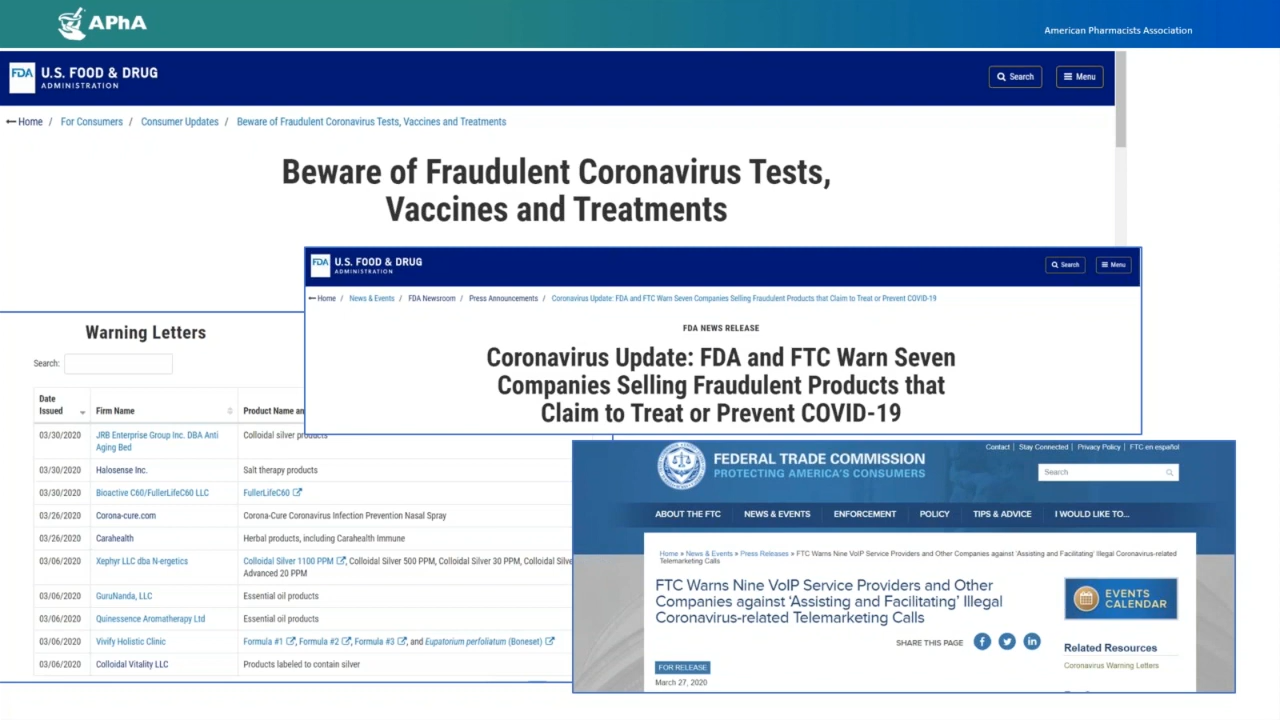 APhA
American Pharmacists Association
FDA U.S. FOOD & DRUG
ADMINISTRATION
Search
Menu
Home / For Consumers / Consumer Updates / Beware of Fraudulent Coronavirus Tests, Vaccines and Treatments
Beware of Fraudulent Coronavirus Tests,
Vaccines and Treatments
FDA U.S. FOOD & DRUG
ADMINISTRATION
Search
Menu
Home / News & Events / FDA Newsroom / Press Announcements / Coronavirus Update: FDA and FTC Warn Seven Companies Selling Fraudulent Products that Claim to Treat or Prevent COVID-19
FDA NEWS RELEASE
Coronavirus Update: FDA and FTC Warn Seven
Companies Selling Fraudulent Products that
Claim to Treat or Prevent COVID-19
Warning Letters
Search:
Date
Issued
Firm Name
Product Name an
03/30/2020 JRB Enterprise Group Inc. DBA Anti Colloidal silver products
Aging Bed
03/30/2020 Halosense Inc. Salt therapy products
03/30/2020 Bioactive C60/FullerLifeC60 LLC FullerLifeC60
03/26/2020 Corona-cure.com Corona-Cure Coronavirus Infection Prevention Nasal Spray
03/26/2020 Carahealth Herbal products, including Carahealth Immune
03/06/2020 Xephyr LLC dba N-ergetics Colloidal Silver 1100 PPM, Colloidal Silver 500 PPM, Colloidal Silver 30 PPM, Colloidal Silve
Advanced 20 PPM
03/06/2020 GuruNanda, LLC Essential oil products
03/06/2020 Quinessence Aromatherapy Ltd Essential oil products
03/06/2020 Vivify Holistic Clinic Formula #1, Formula #2, Formula #3, and Eupatorium perfoliatum (Boneset)
03/06/2020 Colloidal Vitality LLC Products labeled to contain silver
Contact | Stay Connected | Privacy Policy | FTC en español
FEDERAL TRADE COMMISSION
PROTECTING AMERICA'S CONSUMERS
Search
ABOUT THE FTC NEWS & EVENTS ENFORCEMENT POLICY TIPS & ADVICE I WOULD LIKE TO...
Home » News & Events » Press Releases » FTC Warns Nine VoIP Service Providers and Other Companies against 'Assisting and Facilitating' Illegal Coronavirus-related
Telemarketing Calls
FTC Warns Nine VoIP Service Providers and Other
Companies against 'Assisting and Facilitating' Illegal
Coronavirus-related Telemarketing Calls
EVENTS
CALENDAR
SHARE THIS PAGE
Related Resources
Coronavirus Warning Letters
FOR RELEASE
March 27, 2020